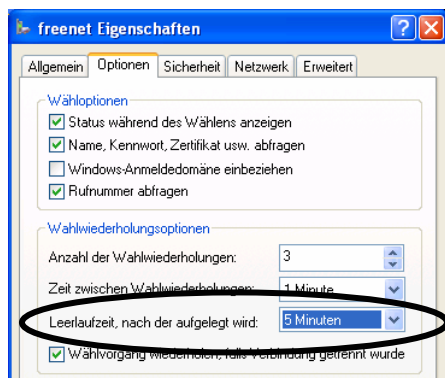 freenet Eigenschaften
Allgemein Optionen Sicherheit Netzwerk Erweitert
Wähloptionen
Status während des Wählens anzeigen
Name, Kennwort, Zertifikat usw. abfragen
Windows-Anmeldedomäne einbeziehen
Rufnummer abfragen
Wahlwiederholungsoptionen
Anzahl der Wahlwiederholungen: 3
Zeit zwischen Wahlwiederholungen: 1 Minute
Leerlaufzeit, nach der aufgelegt wird: 5 Minuten
Wählvorgang wiederholen, falls Verbindung getrennt wurde